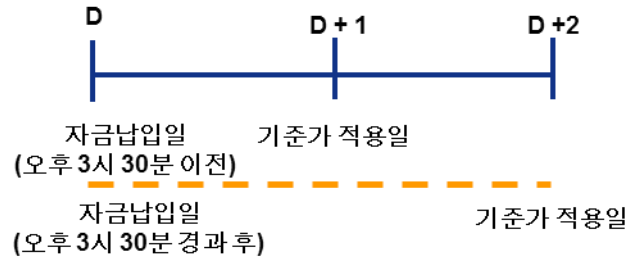 D D + 1 D +2
자금납입일 기준가 적용일
(오후 3시 30분 이전)
자금납입일 기준가 적용일
(오후 3시 30분 경과 후)